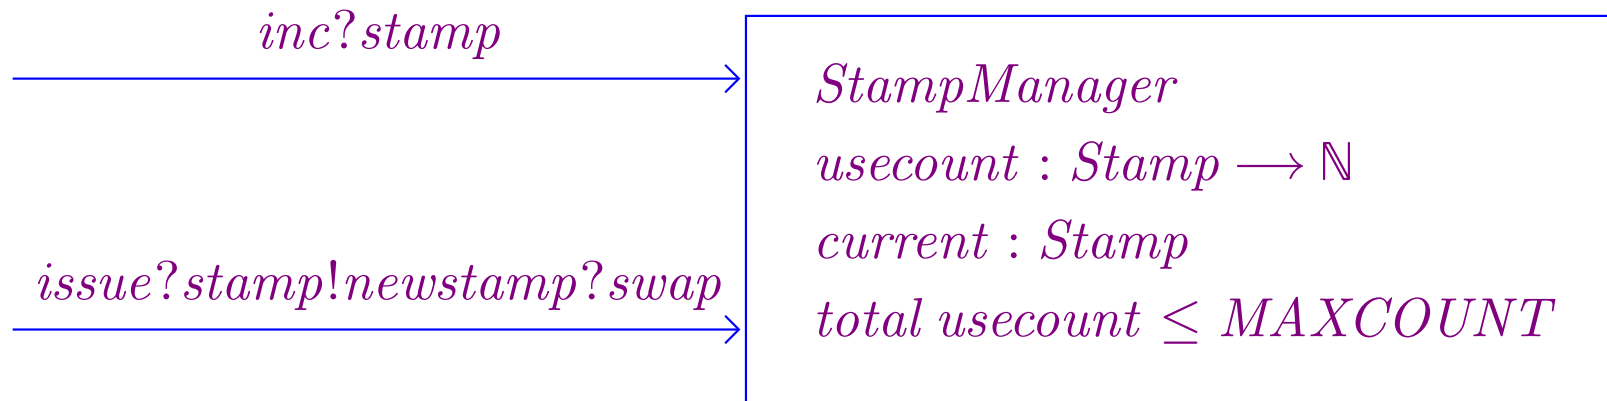 inc?stamp
issue?stamp!newstamp?swap
StampManager
usecount : Stamp ⟶ ℕ
current : Stamp
total usecount ≤ MAXCOUNT